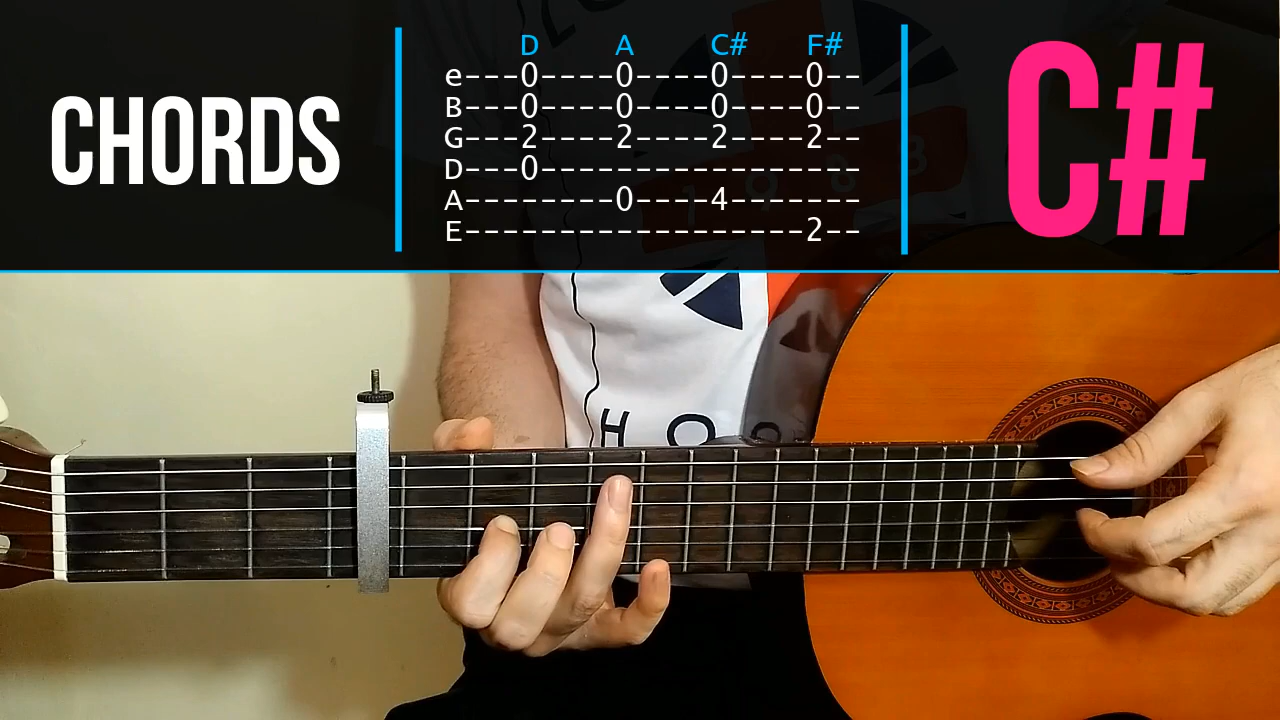 CHORDS
D A C# F#
e---0----0----0----0--
B---0----0----0----0--
G---2----2----2----2--
D---0-----------------
A--------0----4-------
E------------------2--
C#
H O